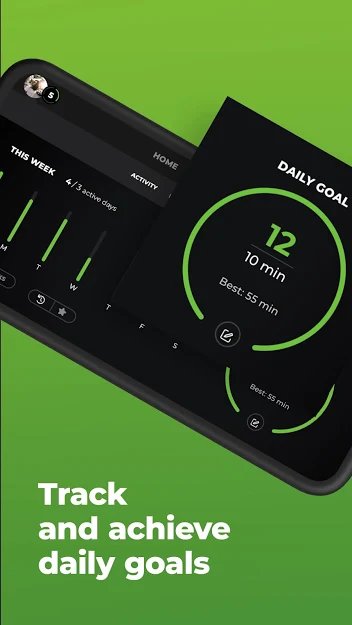 5
HOME
THIS WEEK
4/3 active days
ACTIVITY
M
T
W
T
F
S
DAILY GOAL
12
10 min
Best: 55 min
Best: 55 min
Track
and achieve
daily goals